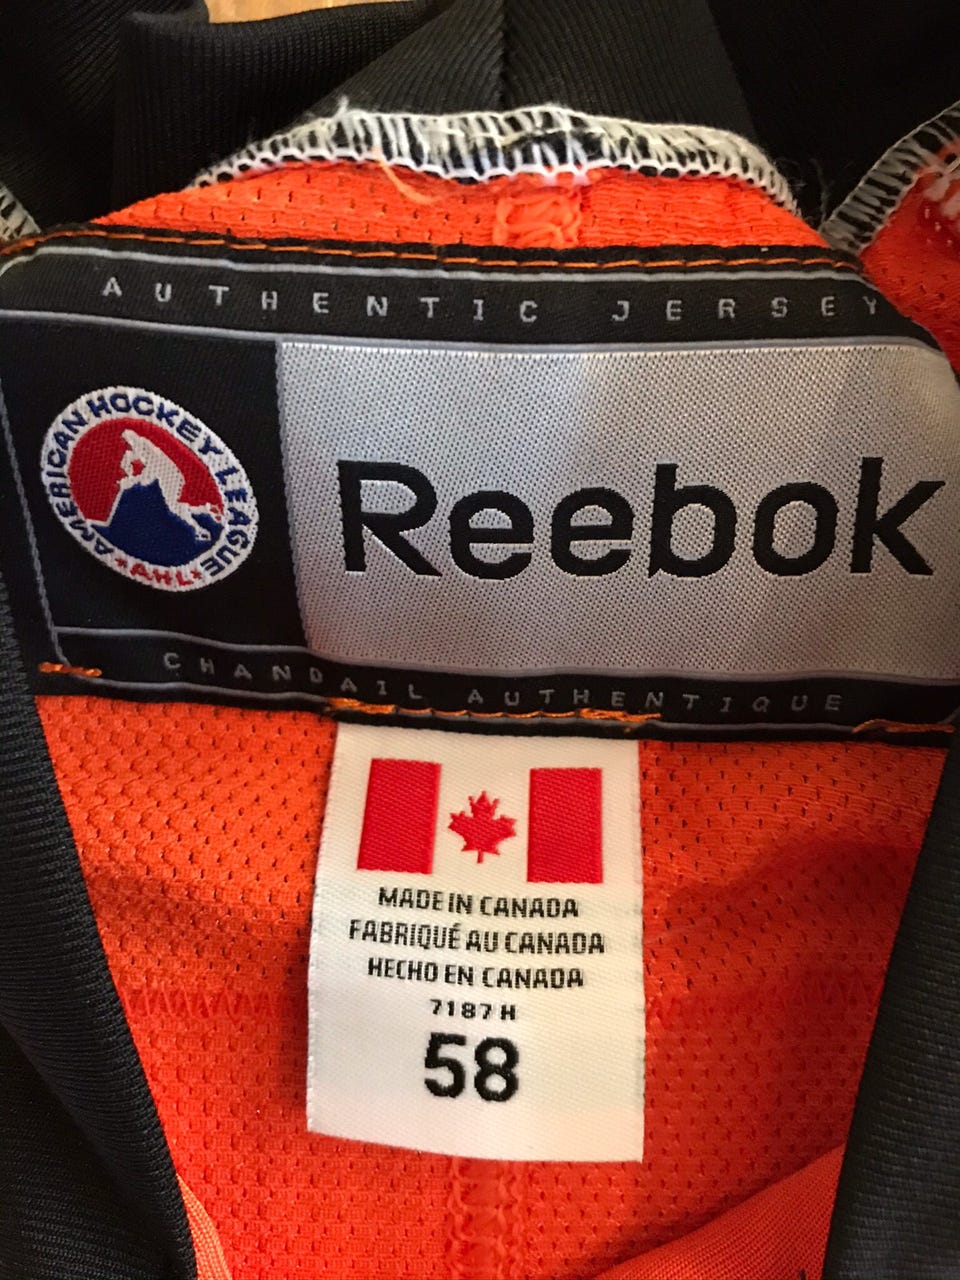 AUTHENTIC JERSEY
AMERICAN HOCKEY LEAGUE
★AHL★
Reebok
CHANDAIL AUTHENTIQUE
MADE IN CANADA
FABRIQUÉ AU CANADA
HECHO EN CANADA
7187 H
58